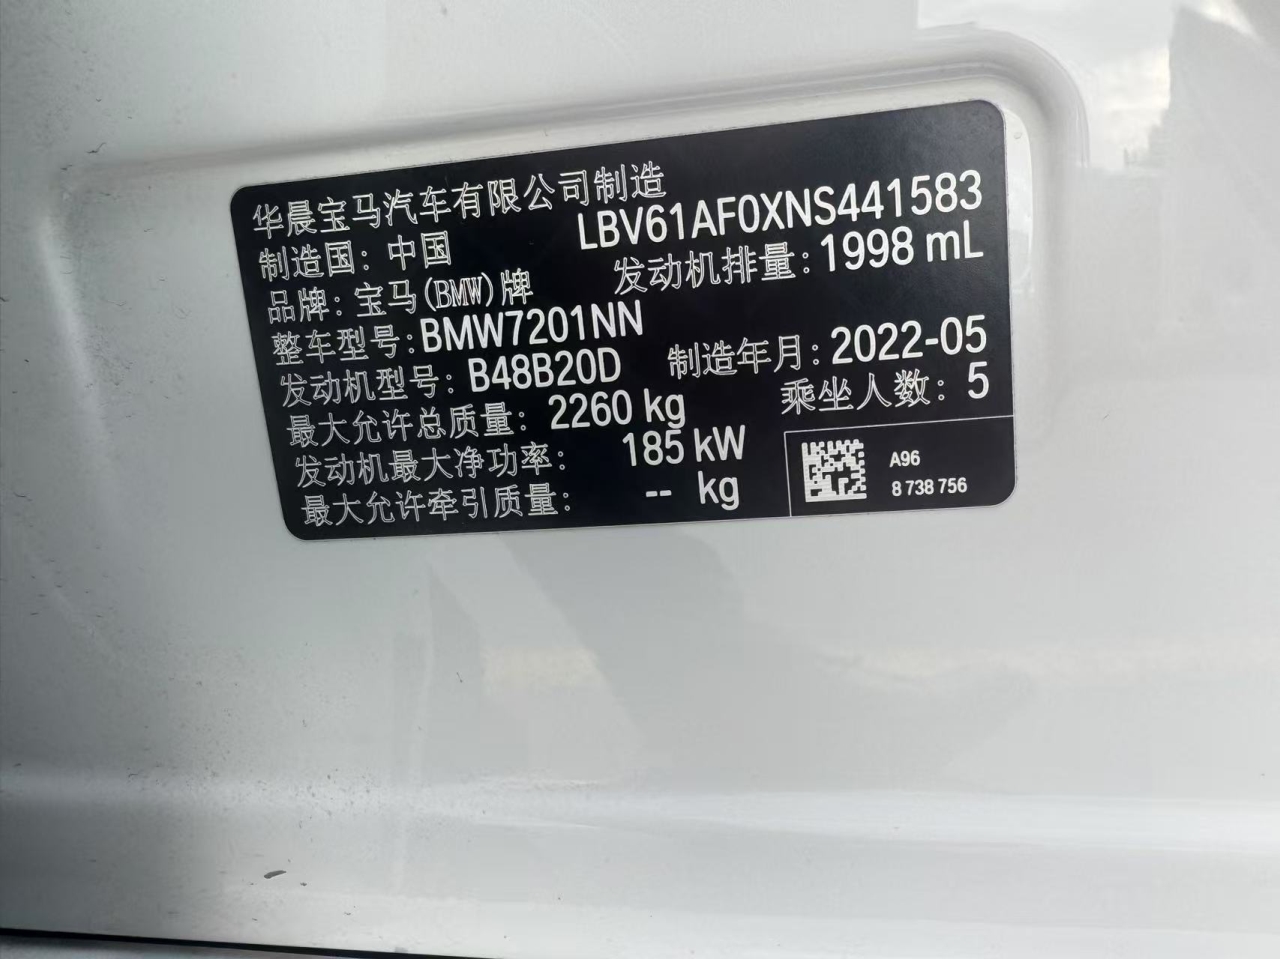 华晨宝马汽车有限公司制造
制造国：中国 LBV61AF0XNS441583
品牌：宝马(BMW)牌 发动机排量：1998 mL
整车型号：BMW7201NN
发动机型号：B48B20D 制造年月：2022-05
最大允许总质量：2260 kg 乘坐人数：5
发动机最大净功率：185 kW
最大允许牵引质量：-- kg
A96
8 738 756